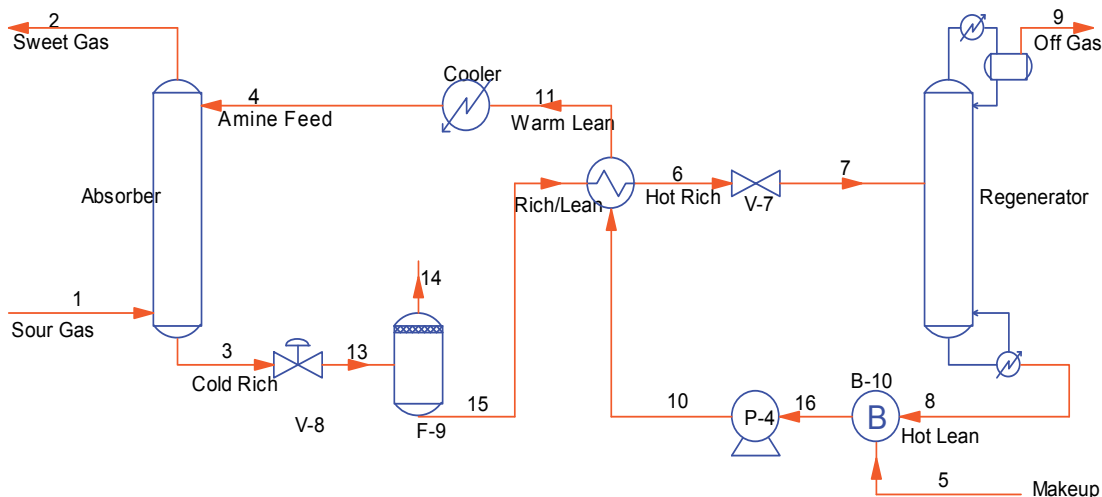 2
Sweet Gas
9
Off Gas
Cooler
4
Amine Feed
11
Warm Lean
Absorber
6
Hot Rich
Rich/Lean
V-7
7
Regenerator
14
1
Sour Gas
3
Cold Rich
13
V-8
15
F-9
10
P-4
16
B-10
B
8
Hot Lean
5
Makeup